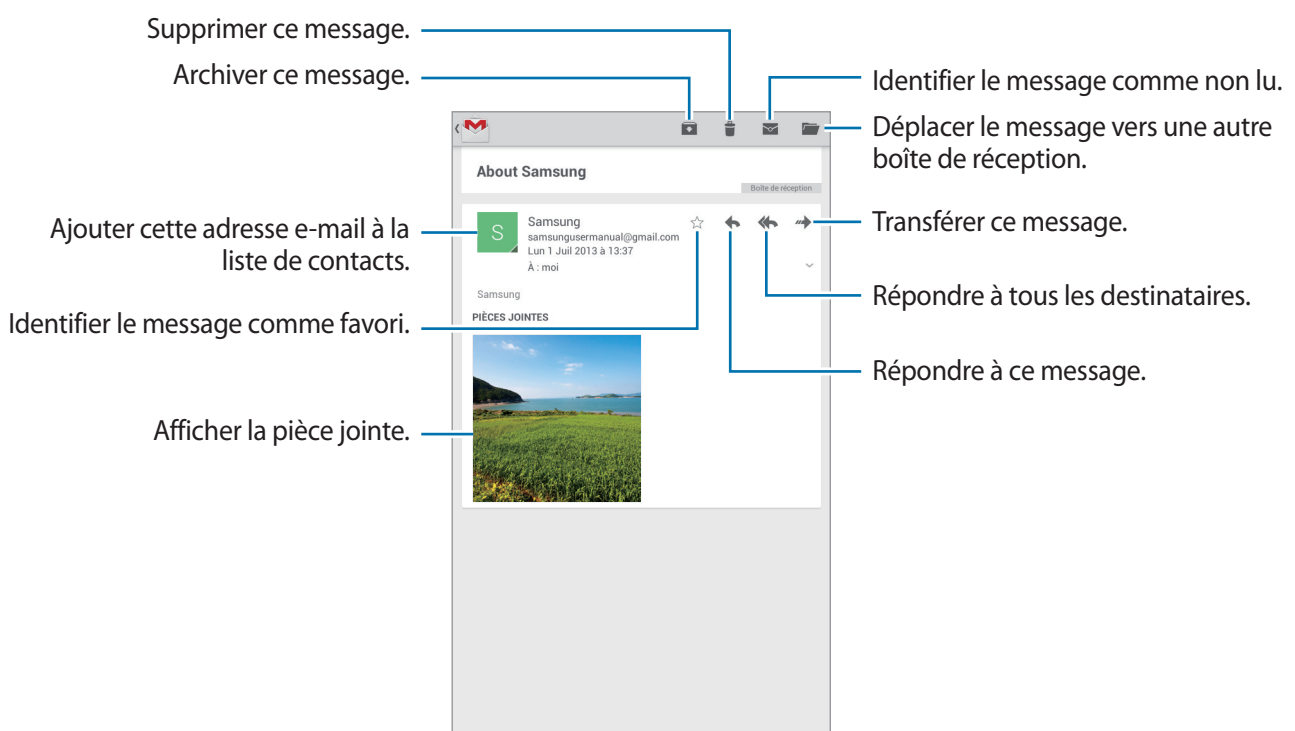 Supprimer ce message.
Archiver ce message.
Identifier le message comme non lu.
Déplacer le message vers une autre
boîte de réception.
About Samsung
Boîte de réception
Ajouter cette adresse e-mail à la
liste de contacts.
S
Samsung
samsungusermanual@gmail.com
Lun 1 Juil 2013 à 13:37
À : moi
Transférer ce message.
Samsung
Répondre à tous les destinataires.
Identifier le message comme favori.
PIÈCES JOINTES
Répondre à ce message.
Afficher la pièce jointe.